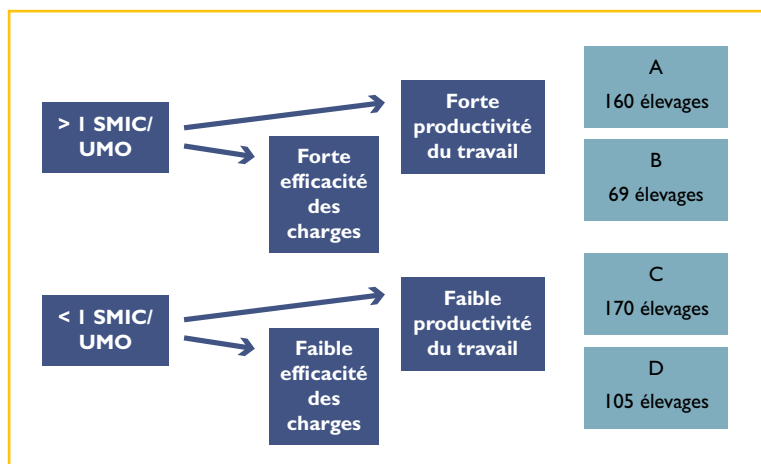 > 1 SMIC/
UMO
Forte
efficacité
des
charges
Forte
productivité
du travail
A
160 élevages
B
69 élevages
< 1 SMIC/
UMO
Faible
efficacité
des
charges
Faible
productivité
du travail
C
170 élevages
D
105 élevages